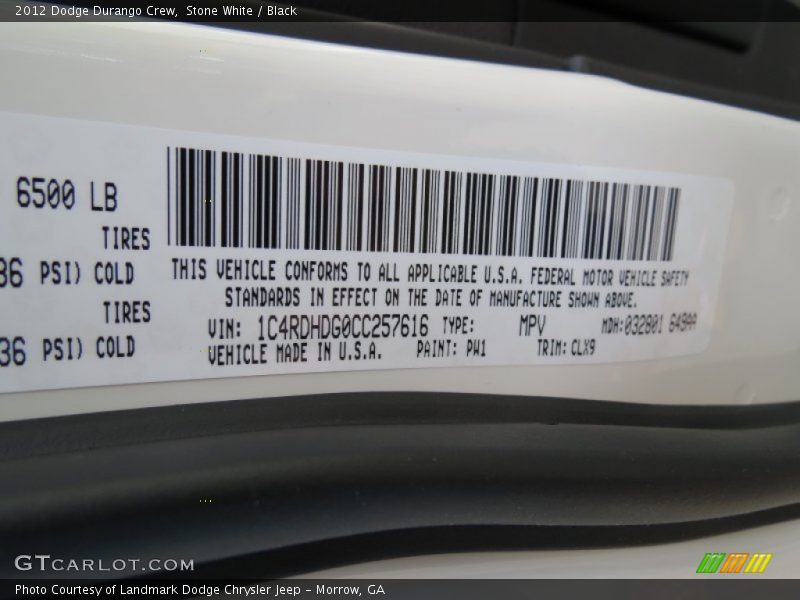 2012 Dodge Durango Crew, Stone White / Black
6500 LB
TIRES
36 PSI) COLD
TIRES
36 PSI) COLD
THIS VEHICLE CONFORMS TO ALL APPLICABLE U.S.A. FEDERAL MOTOR VEHICLE SAFETY
STANDARDS IN EFFECT ON THE DATE OF MANUFACTURE SHOWN ABOVE.
VIN: 1C4RDHDG0CC257616 TYPE: MPV MDH:032801 649AA
VEHICLE MADE IN U.S.A. PAINT: PW1 TRIM: CLX9
GTCARLOT.COM
Photo Courtesy of Landmark Dodge Chrysler Jeep – Morrow, GA